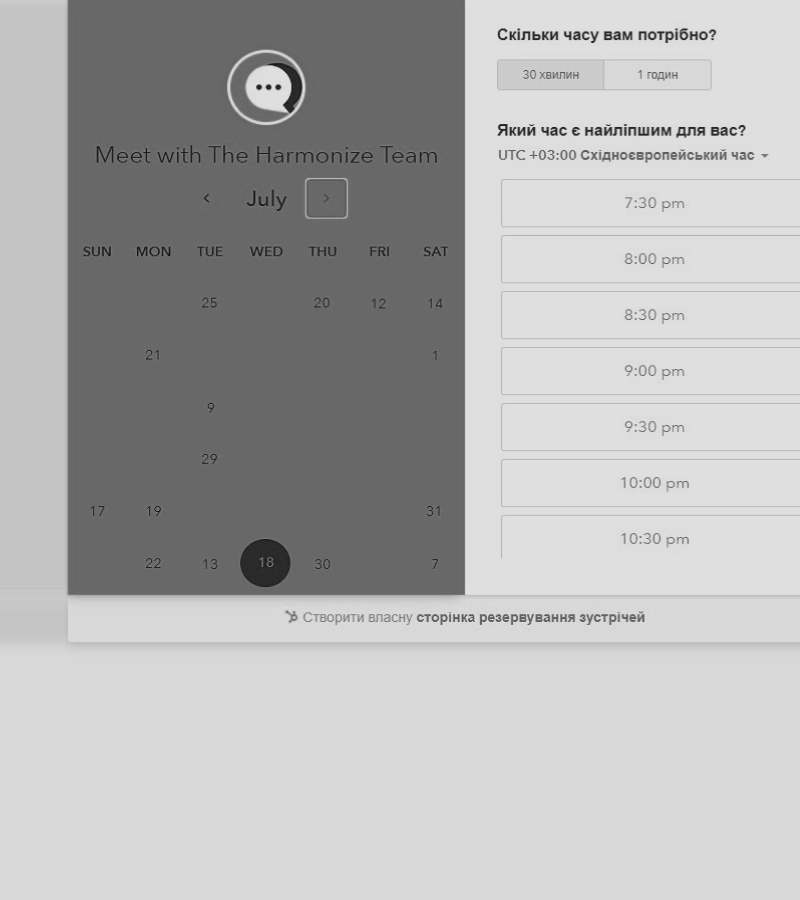 Meet with The Harmonize Team
July
SUN MON TUE WED THU FRI SAT
25 20 12 14
21 1
9
29
17 19 31
22 13 18 30 7
Скільки часу вам потрібно?
30 хвилин 1 годин
Який час є найліпшим для вас?
UTC +03:00 Східноєвропейський час
7:30 pm
8:00 pm
8:30 pm
9:00 pm
9:30 pm
10:00 pm
10:30 pm
Створити власну сторінка резервування зустрічей